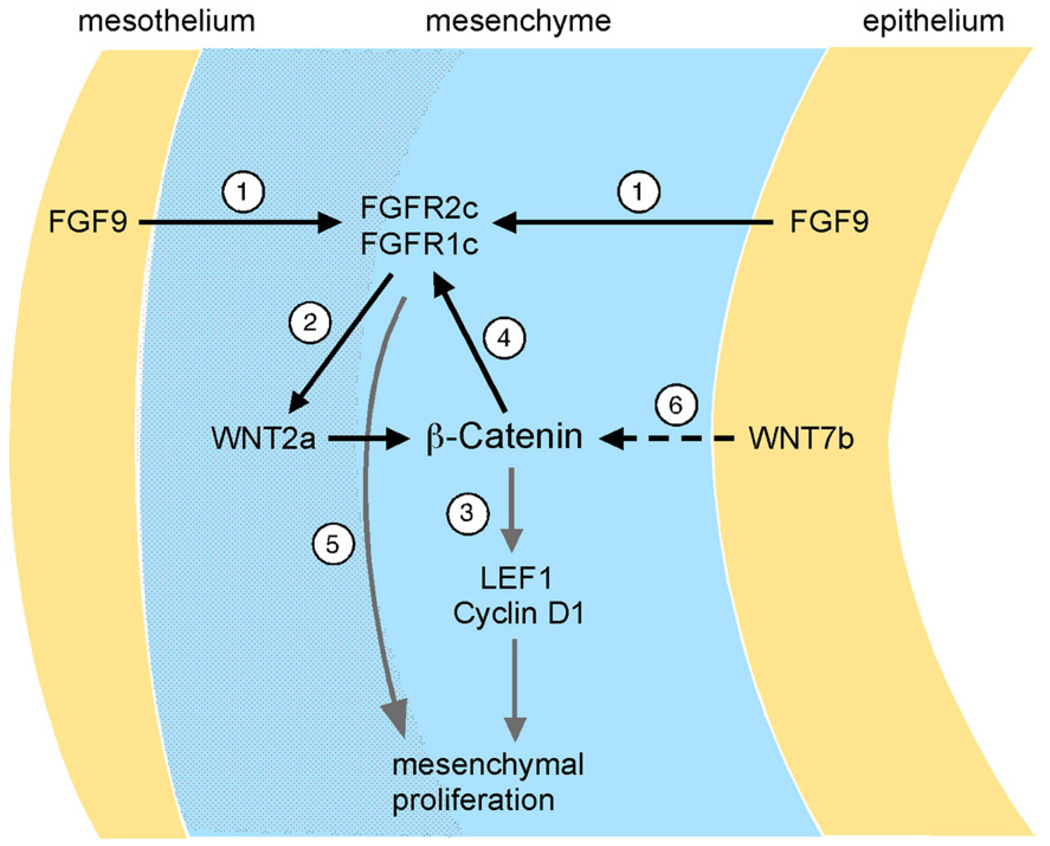 mesothelium mesenchyme epithelium
1 1
FGF9 FGFR2c FGF9
FGFR1c
2 4
6
WNT2a β-Catenin WNT7b
3
5
LEF1
Cyclin D1
mesenchymal
proliferation